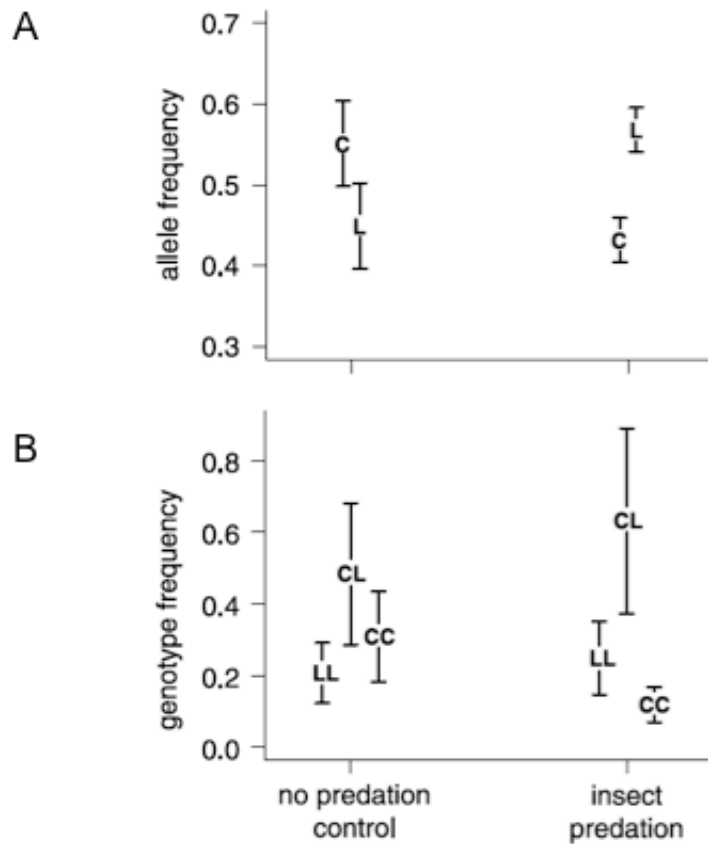 A
allele frequency
0.7
0.6
0.5
0.4
0.3
C
L
L
C
B
genotype frequency
0.8
0.6
0.4
0.2
0.0
CL
CC
LL
CL
LL
CC
no predation
control
insect
predation